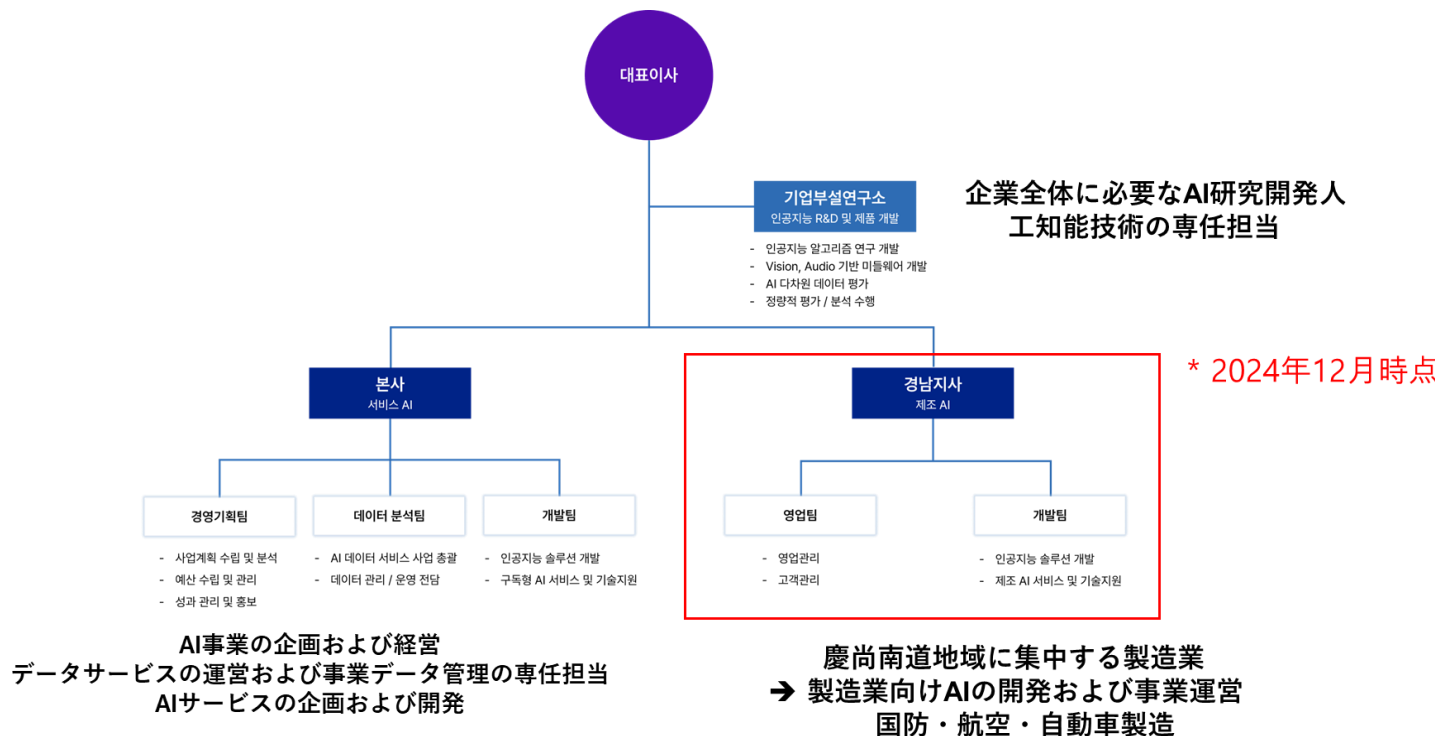 대표이사
기업부설연구소
인공지능 R&D 및 제품 개발
企業全体に必要なAI研究開発人
工知能技術の専任担当
- 인공지능 알고리즘 연구 개발
- Vision, Audio 기반 미들웨어 개발
- AI 다차원 데이터 평가
- 정량적 평가 / 분석 수행
본사
서비스 AI
경남지사
제조 AI
* 2024年12月時点
경영기획팀
- 사업계획 수립 및 분석
- 예산 수립 및 관리
- 성과 관리 및 홍보
데이터 분석팀
- AI 데이터 서비스 사업 총괄
- 데이터 관리 / 운영 전담
개발팀
- 인공지능 솔루션 개발
- 구독형 AI 서비스 및 기술지원
영업팀
- 영업관리
- 고객관리
개발팀
- 인공지능 솔루션 개발
- 제조 AI 서비스 및 기술지원
AI事業の企画および経営
データサービスの運営および事業データ管理の専任担当
AIサービスの企画および開発
慶尚南道地域に集中する製造業
➔ 製造業向けAIの開発および事業運営
国防・航空・自動車製造